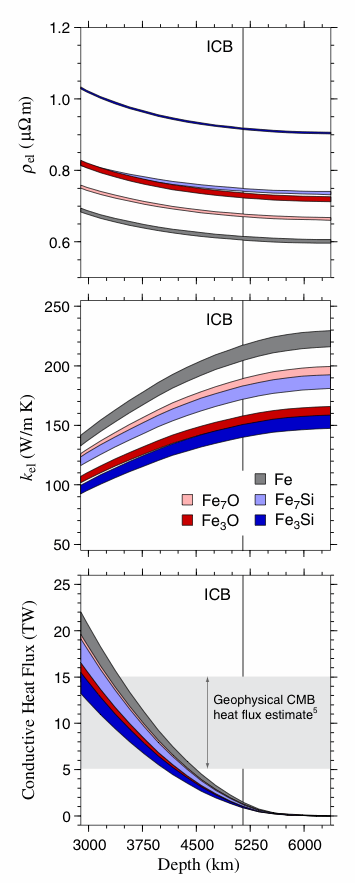 1.2
ICB
1.0
0.8
0.6
ρel (μΩ m)
250
ICB
200
150
100
50
kel (W/m K)
Fe
Fe7O
Fe7Si
Fe3O
Fe3Si
25
ICB
20
15
Geophysical CMB
heat flux estimate5
10
5
0
Conductive Heat Flux (TW)
3000 3750 4500 5250 6000
Depth (km)